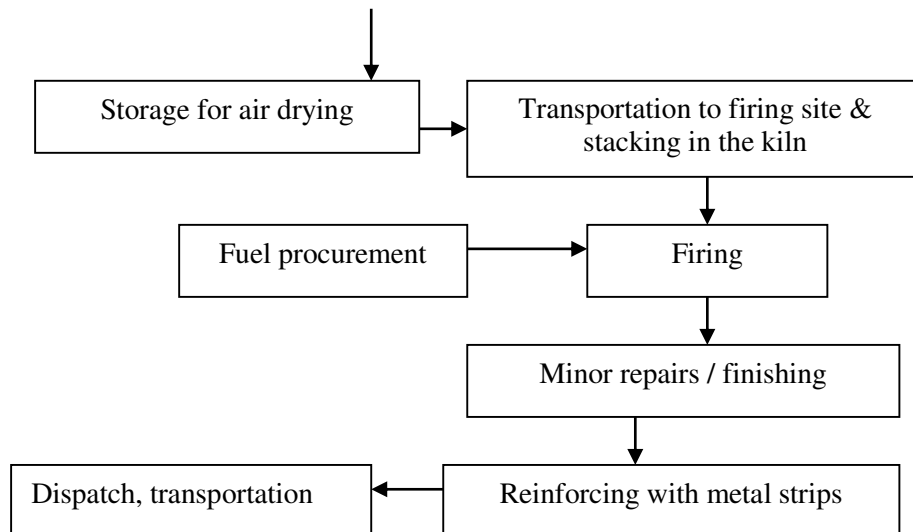 Storage for air drying
Transportation to firing site &
stacking in the kiln
Fuel procurement
Firing
Minor repairs / finishing
Dispatch, transportation
Reinforcing with metal strips